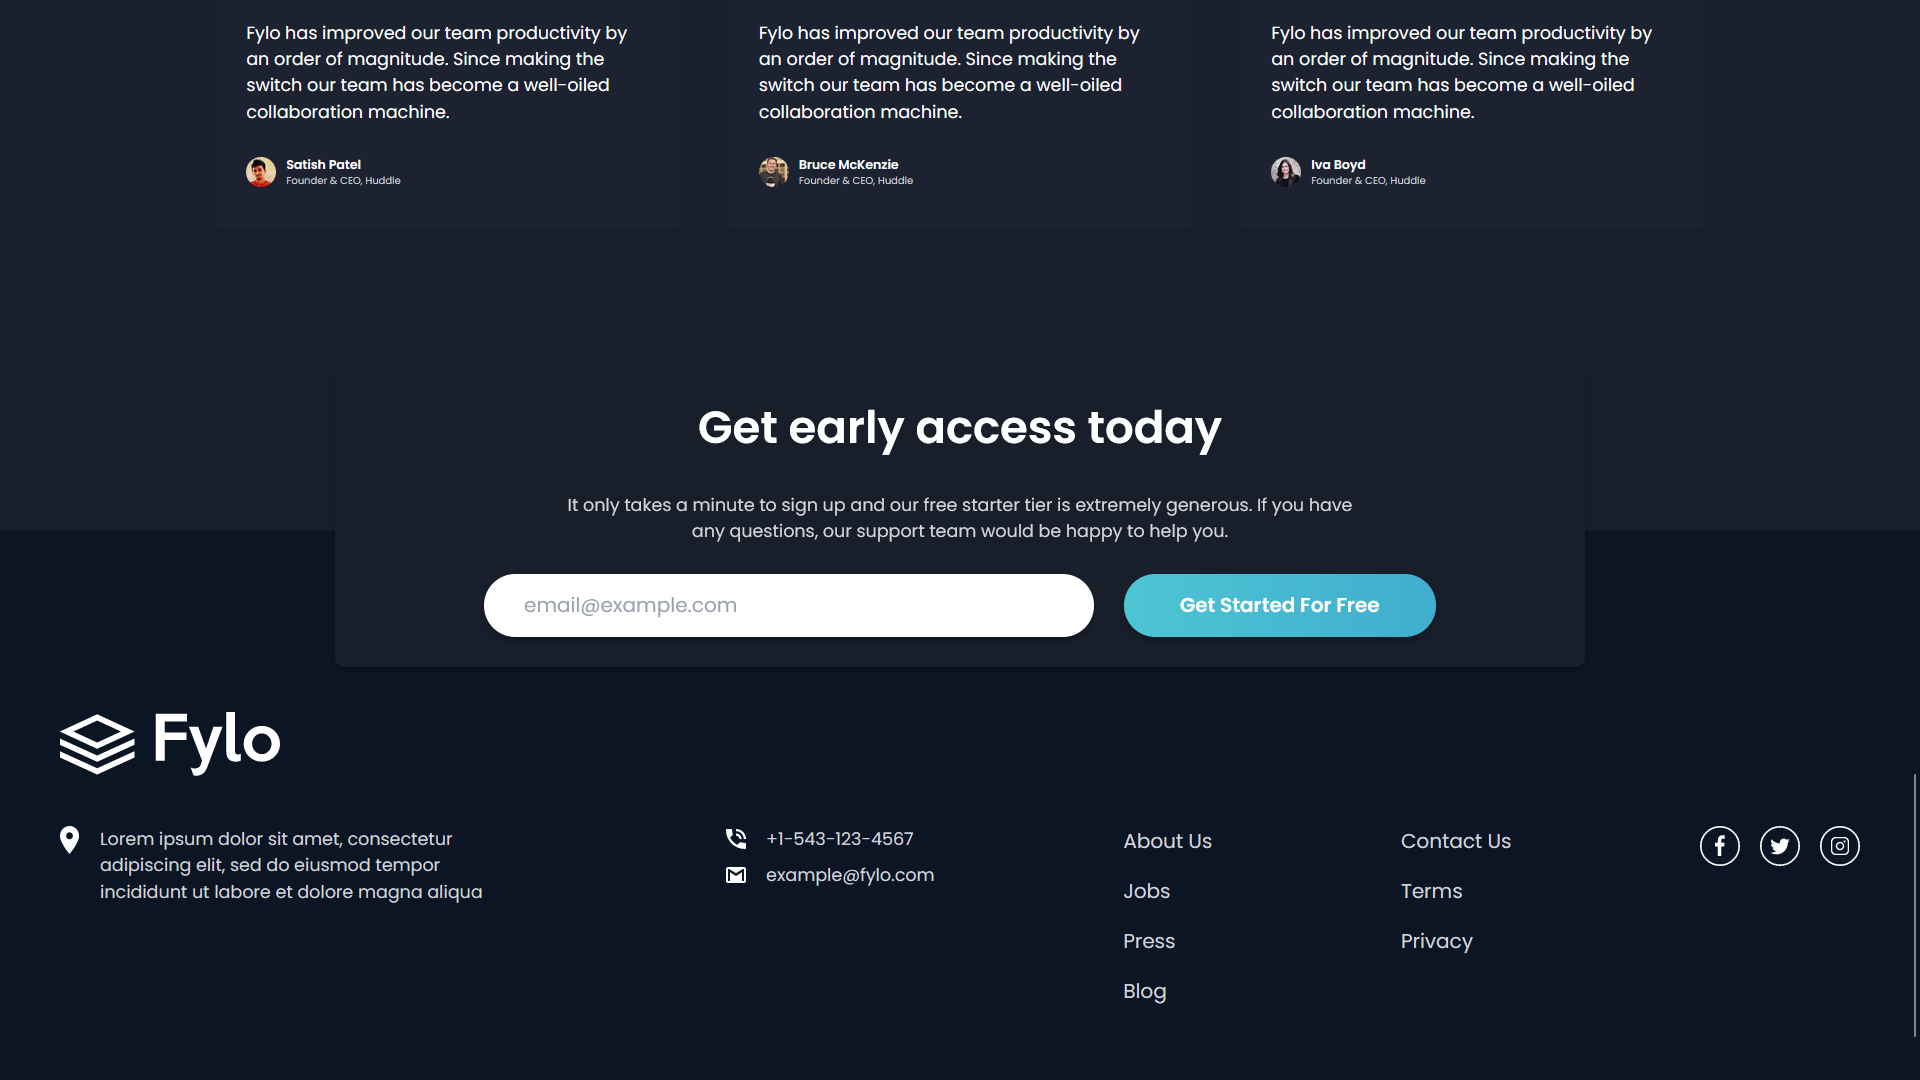 Fylo has improved our team productivity by
an order of magnitude. Since making the
switch our team has become a well-oiled
collaboration machine.
Satish Patel
Founder & CEO, Huddle
Fylo has improved our team productivity by
an order of magnitude. Since making the
switch our team has become a well-oiled
collaboration machine.
Bruce McKenzie
Founder & CEO, Huddle
Fylo has improved our team productivity by
an order of magnitude. Since making the
switch our team has become a well-oiled
collaboration machine.
Iva Boyd
Founder & CEO, Huddle
Get early access today
It only takes a minute to sign up and our free starter tier is extremely generous. If you have
any questions, our support team would be happy to help you.
email@example.com
Get Started For Free
Fylo
Lorem ipsum dolor sit amet, consectetur
adipiscing elit, sed do eiusmod tempor
incididunt ut labore et dolore magna aliqua
+1-543-123-4567
example@fylo.com
About Us
Jobs
Press
Blog
Contact Us
Terms
Privacy